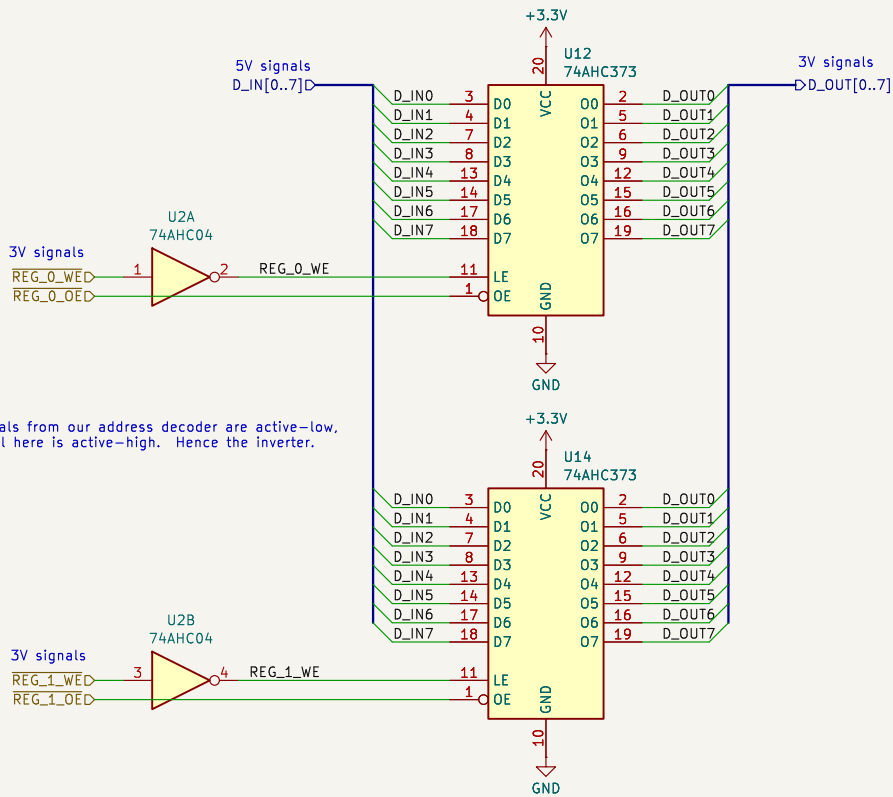 +3.3V
U12
74AHC373
5V signals
D_IN[0..7]
3V signals
D_OUT[0..7]
20
VCC
D_IN0 3 D0 O0 2 D_OUT0
D_IN1 4 D1 O1 5 D_OUT1
D_IN2 7 D2 O2 6 D_OUT2
D_IN3 8 D3 O3 9 D_OUT3
D_IN4 13 D4 O4 12 D_OUT4
D_IN5 14 D5 O5 15 D_OUT5
D_IN6 17 D6 O6 16 D_OUT6
D_IN7 18 D7 O7 19 D_OUT7
U2A
74AHC04
3V signals
REG_0_WE 1 2 REG_0_WE 11 LE
REG_0_OE 1 OE
GND
10
GND
als from our address decoder are active-low,
l here is active-high. Hence the inverter.
+3.3V
U14
74AHC373
20
VCC
D_IN0 3 D0 O0 2 D_OUT0
D_IN1 4 D1 O1 5 D_OUT1
D_IN2 7 D2 O2 6 D_OUT2
D_IN3 8 D3 O3 9 D_OUT3
D_IN4 13 D4 O4 12 D_OUT4
D_IN5 14 D5 O5 15 D_OUT5
D_IN6 17 D6 O6 16 D_OUT6
D_IN7 18 D7 O7 19 D_OUT7
U2B
74AHC04
3V signals
REG_1_WE 3 4 REG_1_WE 11 LE
REG_1_OE 1 OE
GND
10
GND